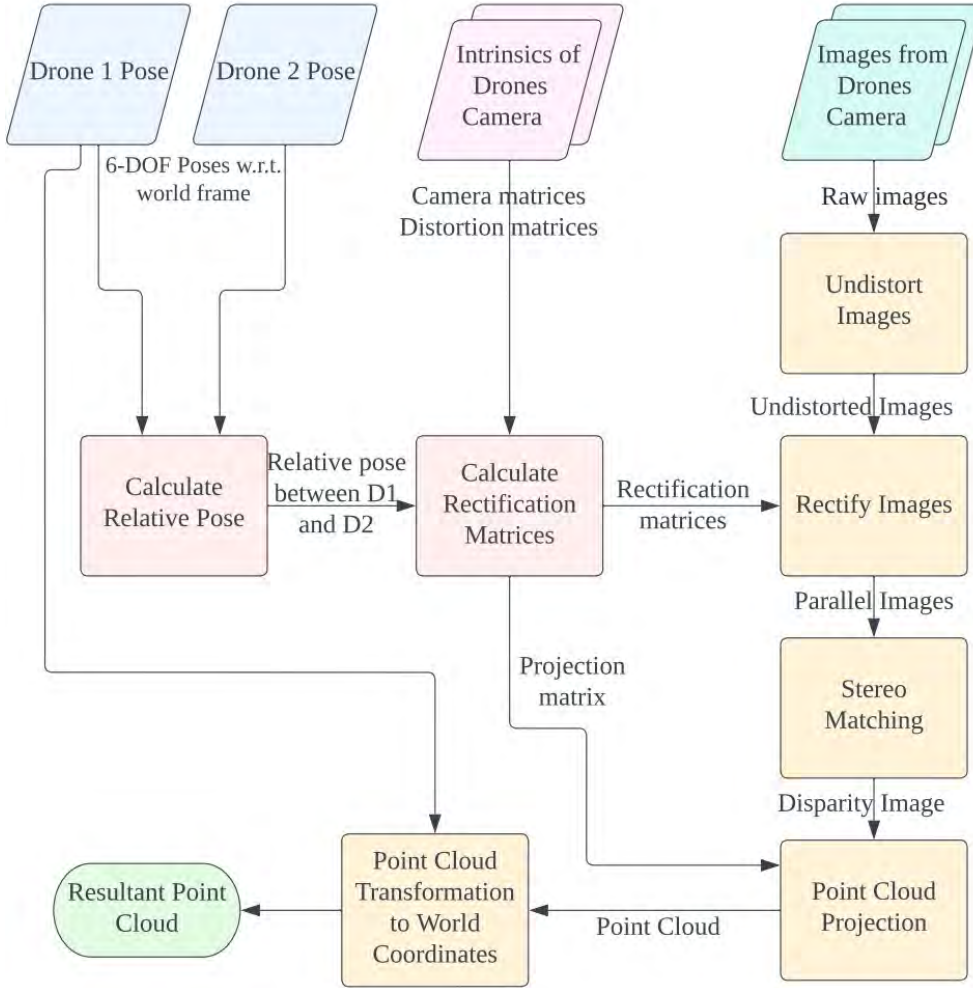 Drone 1 Pose
Drone 2 Pose
Intrinsics of
Drones
Camera
Images from
Drones
Camera
6-DOF Poses w.r.t.
world frame
Camera matrices
Distortion matrices
Raw images
Undistort
Images
Undistorted Images
Calculate
Relative Pose
Relative pose
between D1
and D2
Calculate
Rectification
Matrices
Rectification
matrices
Rectify Images
Parallel Images
Projection
matrix
Stereo
Matching
Disparity Image
Resultant Point
Cloud
Point Cloud
Transformation
to World
Coordinates
Point Cloud
Point Cloud
Projection